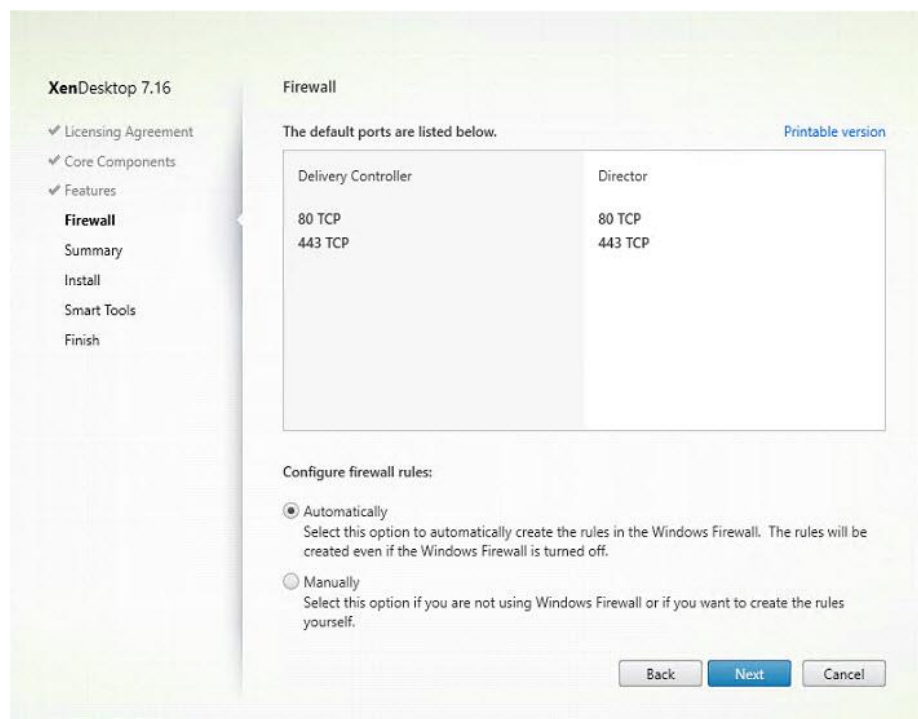 XenDesktop 7.16
Licensing Agreement
Core Components
Features
Firewall
Summary
Install
Smart Tools
Finish
Firewall
The default ports are listed below.
Printable version
Delivery Controller
80 TCP
443 TCP
Director
80 TCP
443 TCP
Configure firewall rules:
Automatically
Select this option to automatically create the rules in the Windows Firewall. The rules will be
created even if the Windows Firewall is turned off.
Manually
Select this option if you are not using Windows Firewall or if you want to create the rules
yourself.
Back
Next
Cancel